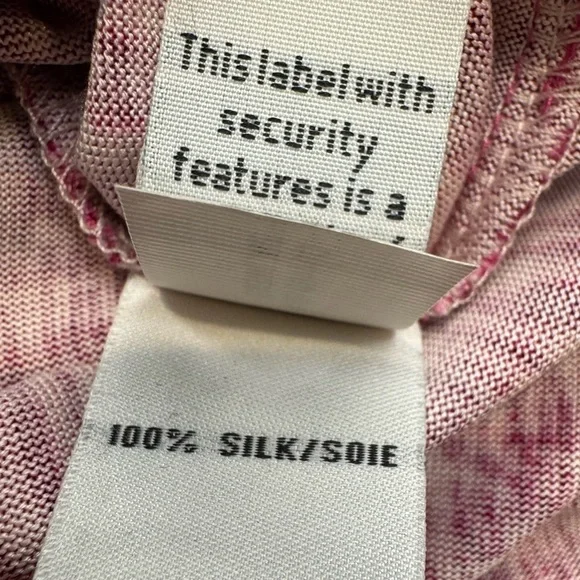 This label with
security
features is a
100% SILK/SOIE